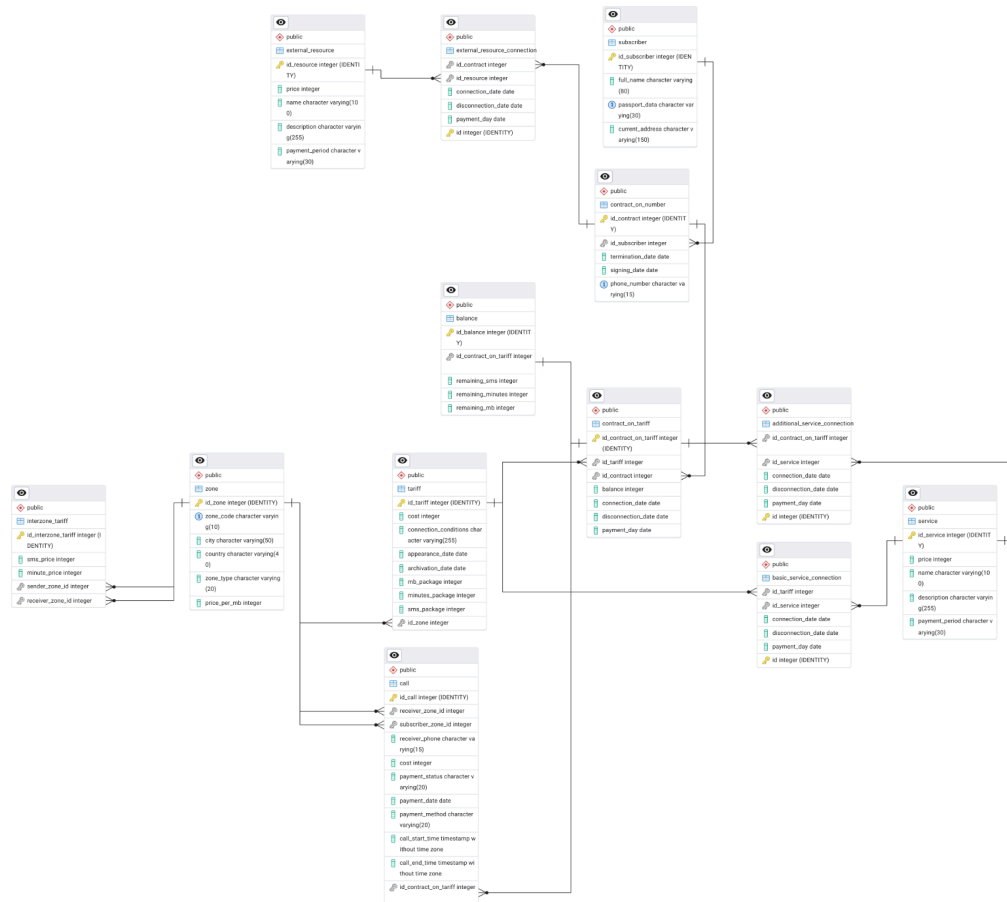 public
external_resource
id_resource integer (IDENTI
TY)
price integer
name character varying(10
0)
description character varyin
g(255)
payment_period character v
arying(30)
public
external_resource_connection
id_contract integer
id_resource integer
connection_date date
disconnection_date date
payment_day date
id integer (IDENTITY)
public
subscriber
id_subscriber integer (IDEN
TITY)
full_name character varying
(80)
passport_data character var
ying(30)
current_address character v
arying(150)
public
contract_on_number
id_contract integer (IDENTIT
Y)
id_subscriber integer
termination_date date
signing_date date
phone_number character va
rying(15)
public
balance
id_balance integer (IDENTIT
Y)
id_contract_on_tariff integer
remaining_sms integer
remaining_minutes integer
remaining_mb integer
public
contract_on_tariff
id_contract_on_tariff integer
(IDENTITY)
id_tariff integer
id_contract integer
balance integer
connection_date date
disconnection_date date
payment_day date
public
additional_service_connection
id_contract_on_tariff integer
id_service integer
connection_date date
disconnection_date date
payment_day date
id integer (IDENTITY)
public
interzone_tariff
id_interzone_tariff integer (I
DENTITY)
sms_price integer
minute_price integer
sender_zone_id integer
receiver_zone_id integer
public
zone
id_zone integer (IDENTITY)
zone_code character varyin
g(10)
city character varying(50)
country character varying(4
0)
zone_type character varying
(20)
price_per_mb integer
public
tariff
id_tariff integer (IDENTITY)
cost integer
connection_conditions char
acter varying(255)
appearance_date date
archivation_date date
mb_package integer
minutes_package integer
sms_package integer
id_zone integer
public
basic_service_connection
id_tariff integer
id_service integer
connection_date date
disconnection_date date
payment_day date
id integer (IDENTITY)
public
service
id_service integer (IDENTIT
Y)
price integer
name character varying(10
0)
description character varyin
g(255)
payment_period character v
arying(30)
public
call
id_call integer (IDENTITY)
receiver_zone_id integer
subscriber_zone_id integer
receiver_phone character va
rying(15)
cost integer
payment_status character v
arying(20)
payment_date date
payment_method character
varying(20)
call_start_time timestamp w
ithout time zone
call_end_time timestamp wi
thout time zone
id_contract_on_tariff integer